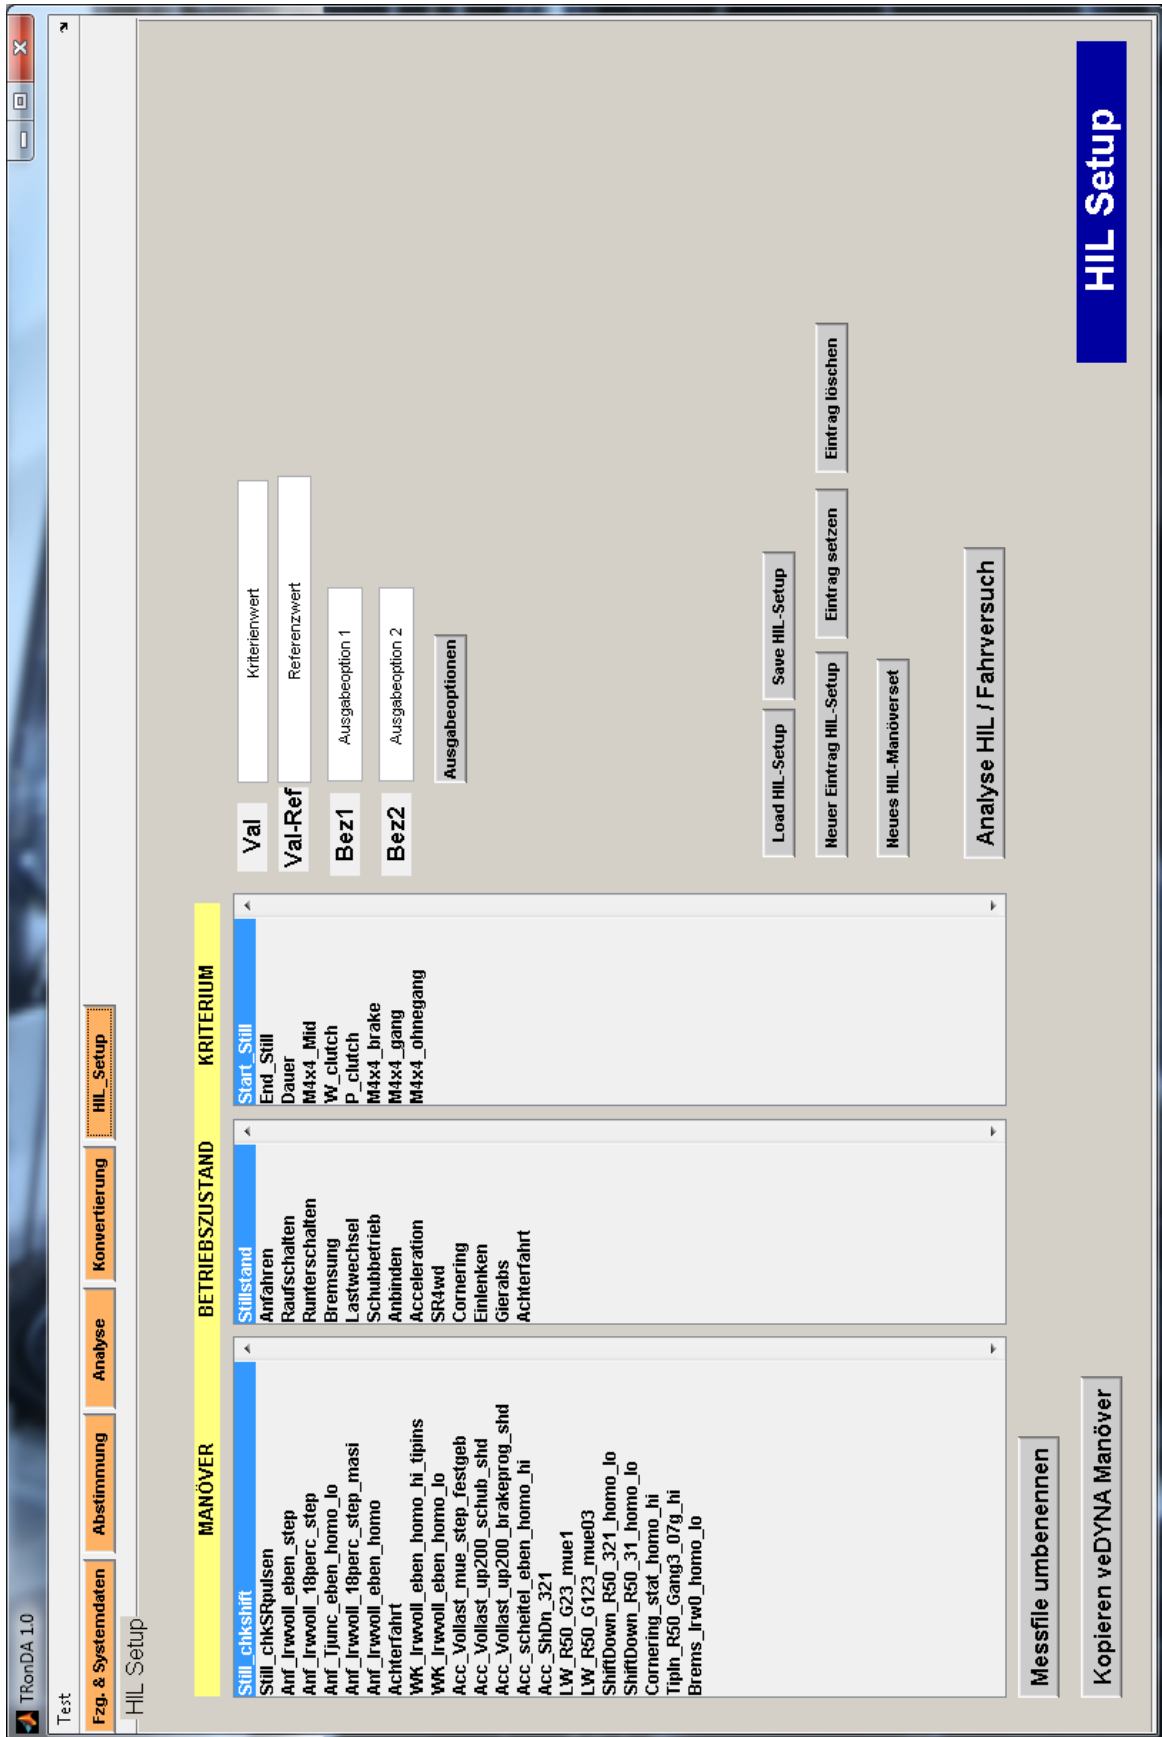 TRonDA 1.0
Test
Fzg. & Systemdaten
Abstimmung
Analyse
Konvertierung
HIL_Setup
HIL Setup
MANÖVER
BETRIEBSZUSTAND
KRITERIUM
Still_chkshift
Still_chkSRpulsen
Anf_lrwvoll_eben_step
Anf_lrwvoll_18perc_step
Anf_Tjunc_eben_homo_lo
Anf_lrwvoll_18perc_step_masi
Anf_lrwvoll_eben_homo
Achterfahrt
WK_lrwvoll_eben_homo_hi_tipins
WK_lrwvoll_eben_homo_lo
Acc_Vollast_mue_step_festgeb
Acc_Vollast_up200_schub_shd
Acc_Vollast_up200_brakeprog_shd
Acc_scheitel_eben_homo_hi
Acc_ShDn_321
LW_R50_G23_mue1
LW_R50_G123_mue03
ShiftDown_R50_321_homo_lo
ShiftDown_R50_31_homo_lo
Cornering_stat_homo_hi
TipIn_R50_Gang3_07g_hi
Brems_lrw0_homo_lo
Stillstand
Anfahren
Raufschalten
Runterschalten
Bremsung
Lastwechsel
Schubbetrieb
Anbinden
Acceleration
SR4wd
Cornering
Einlenken
Gierabs
Achterfahrt
Start_Still
End_Still
Dauer
M4x4_Mid
W_clutch
P_clutch
M4x4_brake
M4x4_gang
M4x4_ohnegang
Val
Kriterienwert
Val-Ref
Referenzwert
Bez1
Ausgabeoption 1
Bez2
Ausgabeoption 2
Ausgabeoptionen
Load HIL-Setup
Save HIL-Setup
Neuer Eintrag HIL-Setup
Eintrag setzen
Eintrag löschen
Neues HIL-Manöverset
Analyse HIL / Fahrversuch
Messfile umbenennen
Kopieren veDYNA Manöver
HIL Setup